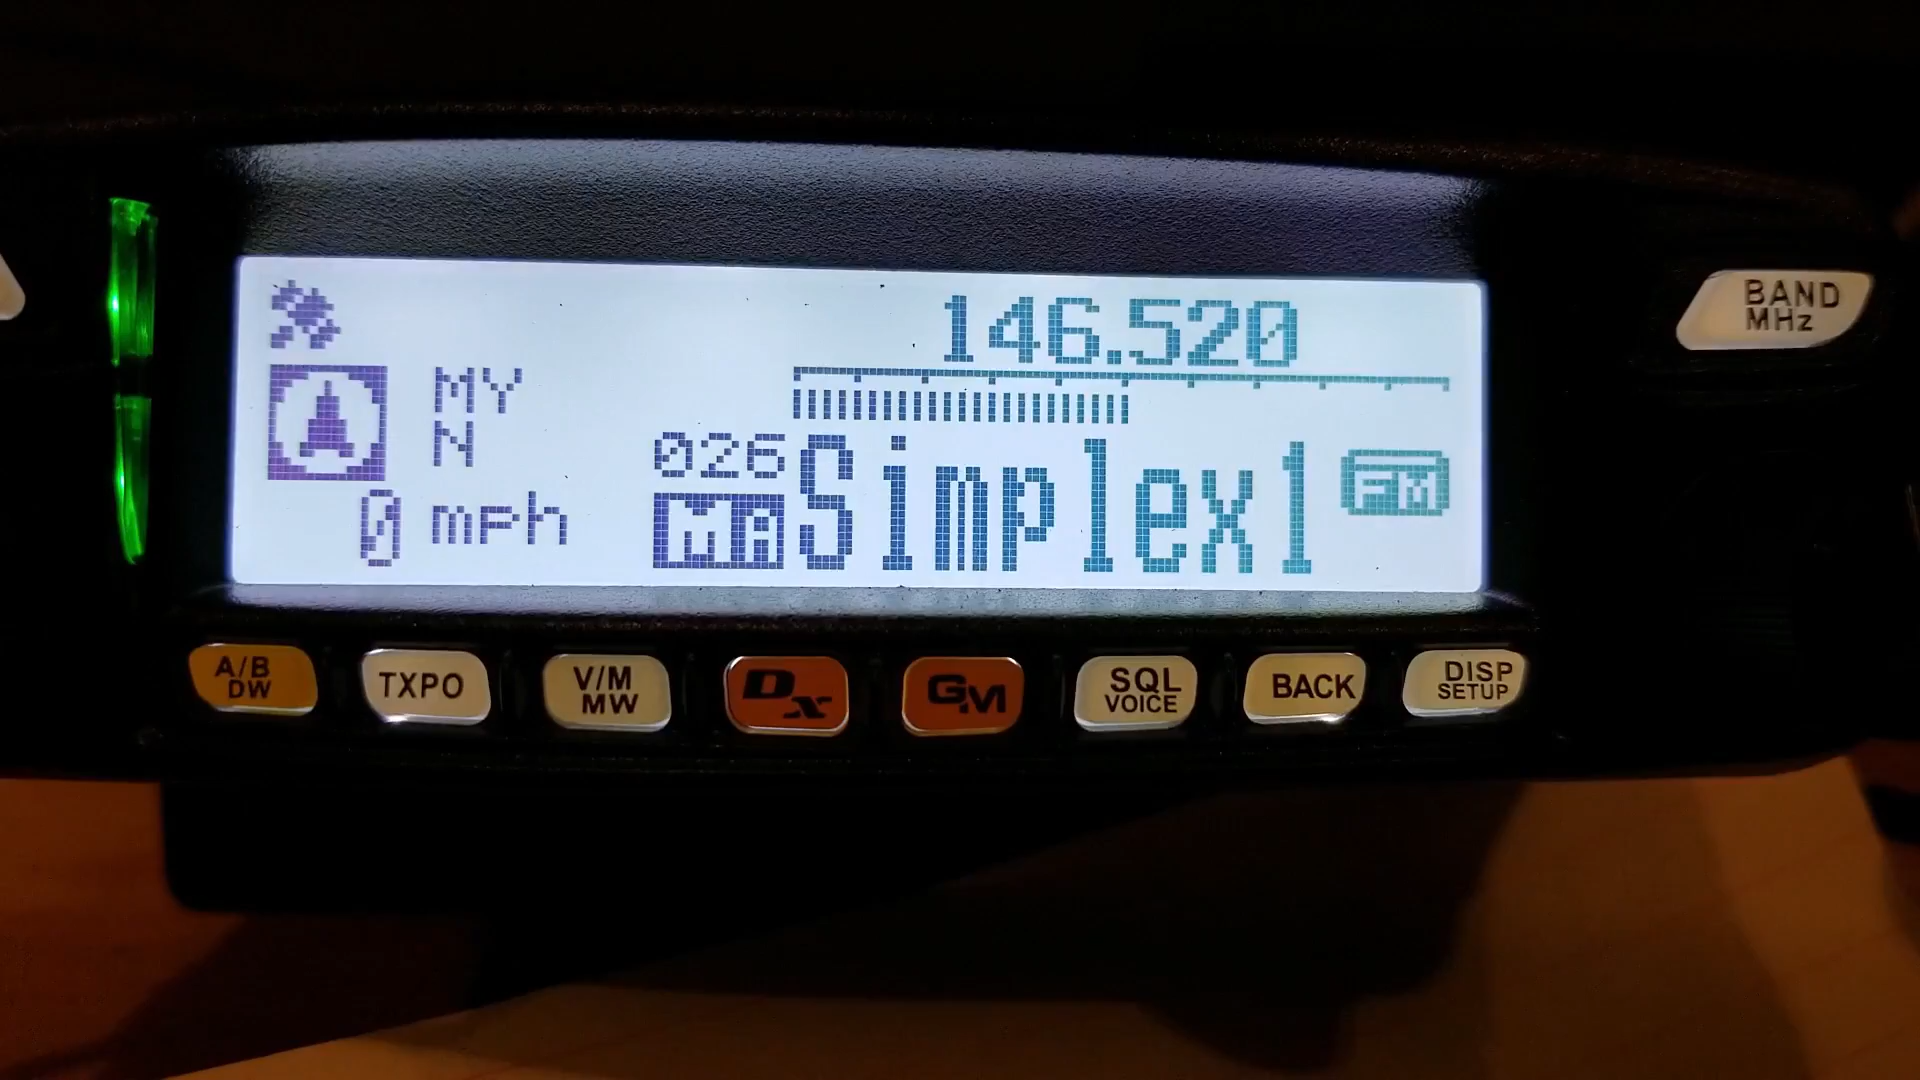 146.520
MY
N
026
0 mph
MA Simplex1 FM
BAND
MHz
A/B
DW
TXPO
V/M
MW
Dx
GM
SQL
VOICE
BACK
DISP
SETUP